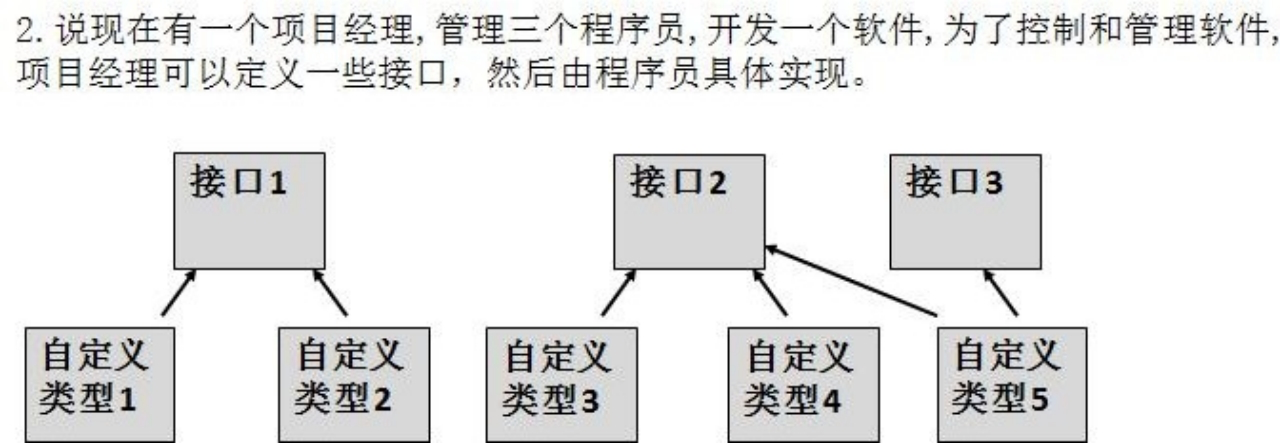 2. 说现在有一个项目经理, 管理三个程序员, 开发一个软件, 为了控制和管理软件,
项目经理可以定义一些接口，然后由程序员具体实现。
接口1
接口2
接口3
自定义
类型1
自定义
类型2
自定义
类型3
自定义
类型4
自定义
类型5